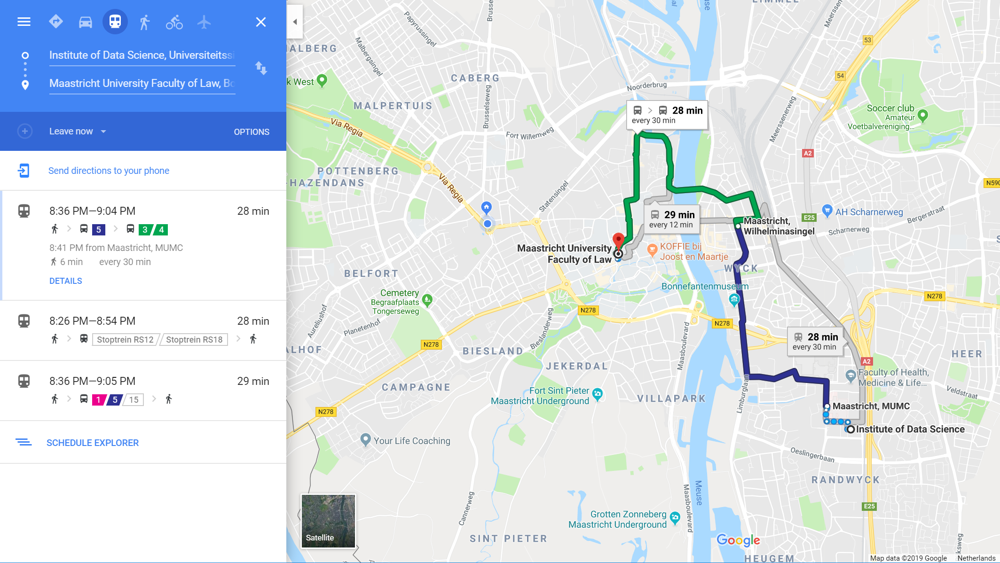 Institute of Data Science, Universiteitssi
Maastricht University Faculty of Law, Bo
Leave now
OPTIONS
Send directions to your phone
8:36 PM—9:04 PM 28 min
5 3 4
8:41 PM from Maastricht, MUMC
6 min every 30 min
DETAILS
8:26 PM—8:54 PM 28 min
Stoptrein RS12 Stoptrein RS18
8:36 PM—9:05 PM 29 min
1 5 15
SCHEDULE EXPLORER
Satellite
Brusse
Papyrussingel
Malbergsingel
ALBERG
CABERG
k West
MALPERTUIS
Brusselseweg
Via Regia
Fort Willemweg
Noorderbrug
Meerssenerweg
Meerssene
53
54
Soccer club
Amateur
Voetbalvereniging...
28 min
every 30 min
A2
POTTENBERG
-HAZENDANS
Via Regia
Statensingel
N590
29 min
every 12 min
Maastricht,
Wilhelminasingel
AH Scharnerweg
E25
Bergerstraat
Scharnerweg
Maastricht University
Faculty of Law
KOFFIE bij
Joost en Maartje
WYCK
BELFORT
Bonnefantenmuseum
Cemetery
Begraafplaats
Tongerseweg
N278
N278
N278
Aureliushof
Planetenhof
Bieslanderweg
Maasboulevard
28 min
every 30 min
HEER
N278
ALHOF
BIESLAND
JEKERDAL
A2
Faculty of Health,
Medicine & Life...
CAMPAGNE
Fort Sint Pieter
Maastricht Underground
VILLAPARK
Limburglaan
Veldstraat
N278
Maastricht, MUMC
Institute of Data Science
Your Life Coaching
Oeslingerbaan
RANDWYCK
Meuse
Maasboulevard
Cannerweg
E25
Grotten Zonneberg
Maastricht Underground
SINT PIETER
Google
HEUGEM
ksweg
Map data ©2019 Google Netherlands